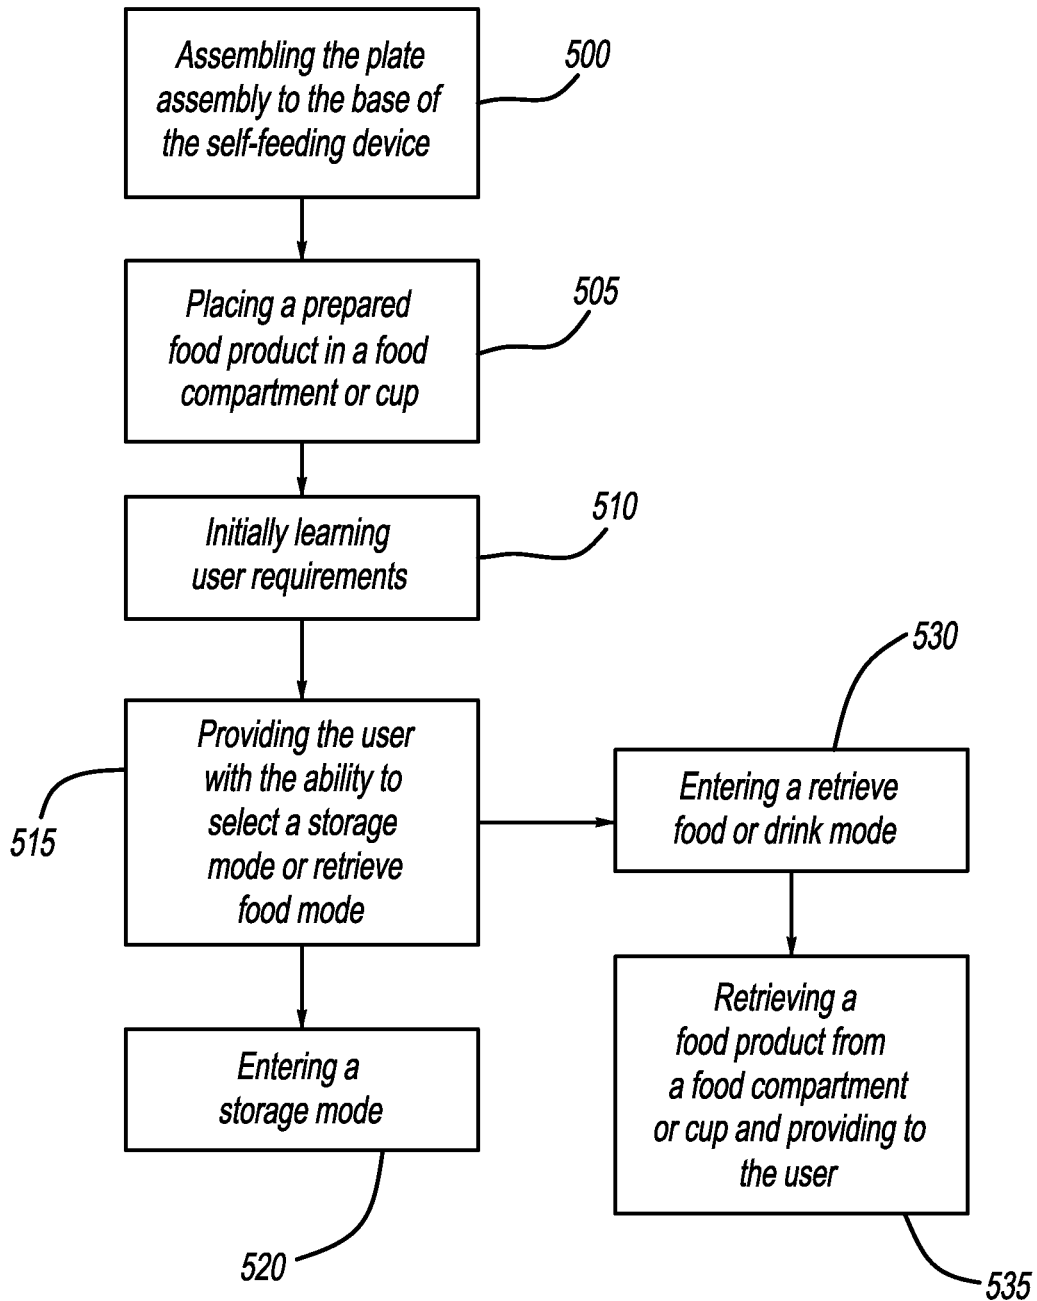 Assembling the plate
assembly to the base of
the self-feeding device
500
Placing a prepared
food product in a food
compartment or cup
505
Initially learning
user requirements
510
Providing the user
with the ability to
select a storage
mode or retrieve
food mode
515
Entering a
storage mode
520
Entering a retrieve
food or drink mode
530
Retrieving a
food product from
a food compartment
or cup and providing to
the user
535